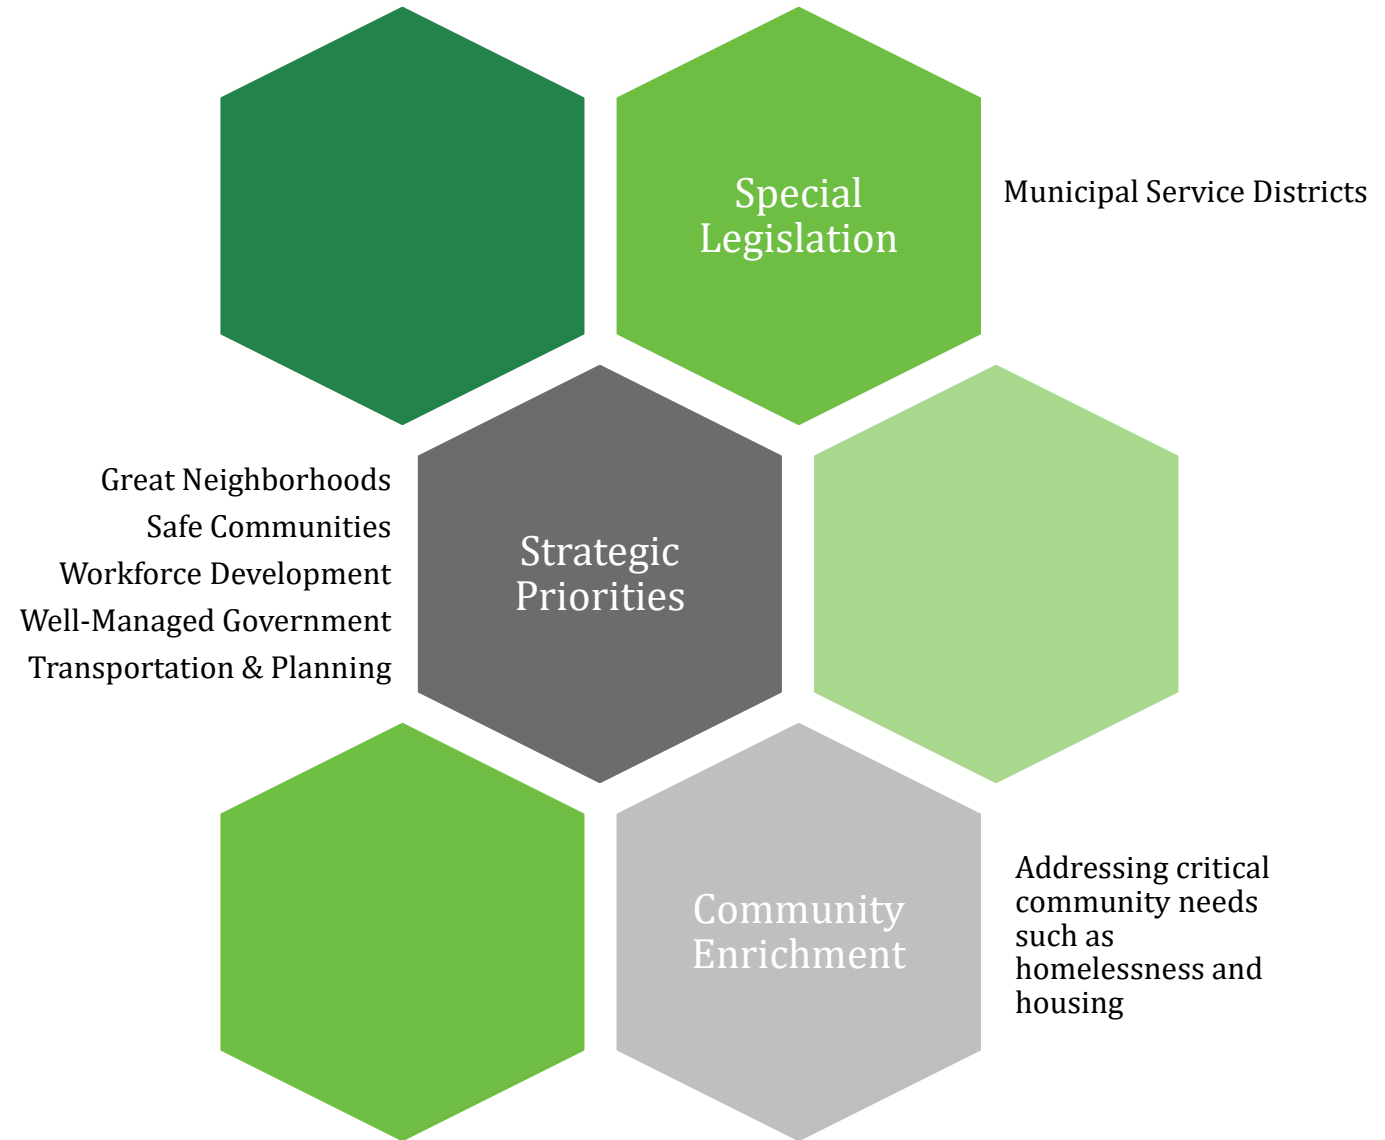 Special
Legislation
Municipal Service Districts
Great Neighborhoods
Safe Communities
Workforce Development
Well-Managed Government
Transportation & Planning
Strategic
Priorities
Community
Enrichment
Addressing critical
community needs
such as
homelessness and
housing